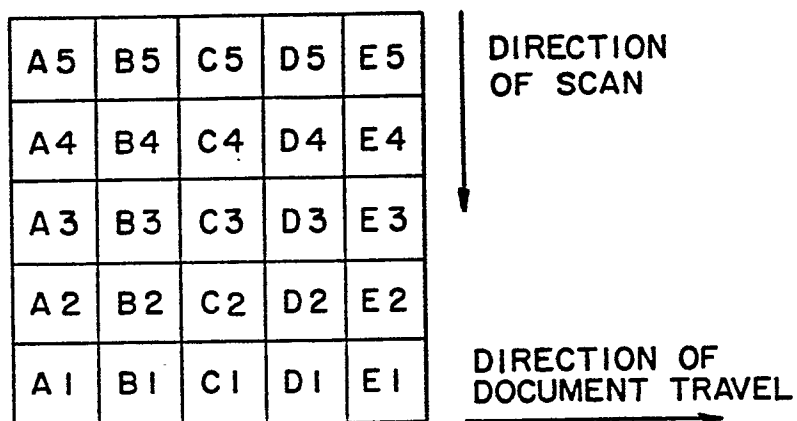 A5 B5 C5 D5 E5
A4 B4 C4 D4 E4
A3 B3 C3 D3 E3
A2 B2 C2 D2 E2
A1 B1 C1 D1 E1
DIRECTION
OF SCAN
DIRECTION OF
DOCUMENT TRAVEL